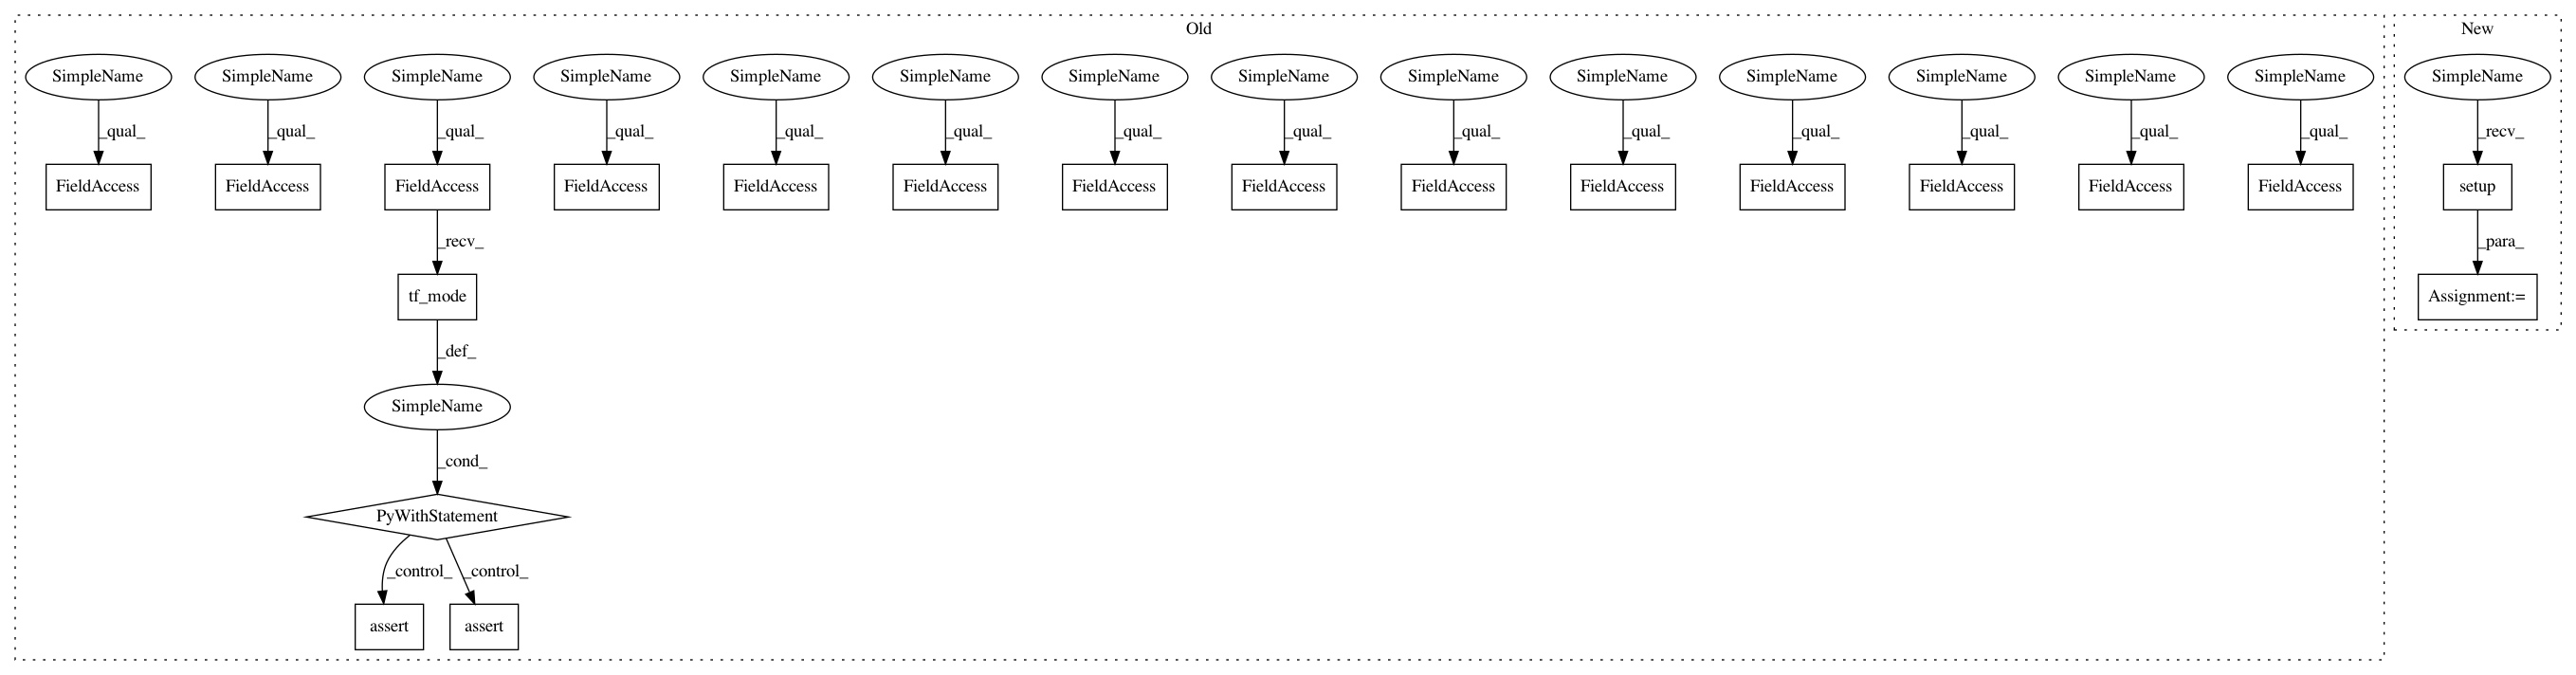 Old
New
SimpleName SimpleName SimpleName SimpleName SimpleName SimpleName SimpleName SimpleName SimpleName SimpleName SimpleName SimpleName SimpleName SimpleName SimpleName
_qual_ _qual_ _qual_ _qual_ _qual_ _qual_ _qual_ _qual_ _qual_ _qual_ _qual_ _qual_ _qual_ _qual_ _recv_
FieldAccess FieldAccess FieldAccess FieldAccess FieldAccess FieldAccess FieldAccess FieldAccess FieldAccess FieldAccess FieldAccess FieldAccess FieldAccess FieldAccess setup
_recv_ _para_
tf_mode Assignment:=
_def_
SimpleName
_cond_
PyWithStatement
_control_ _control_
assert assert